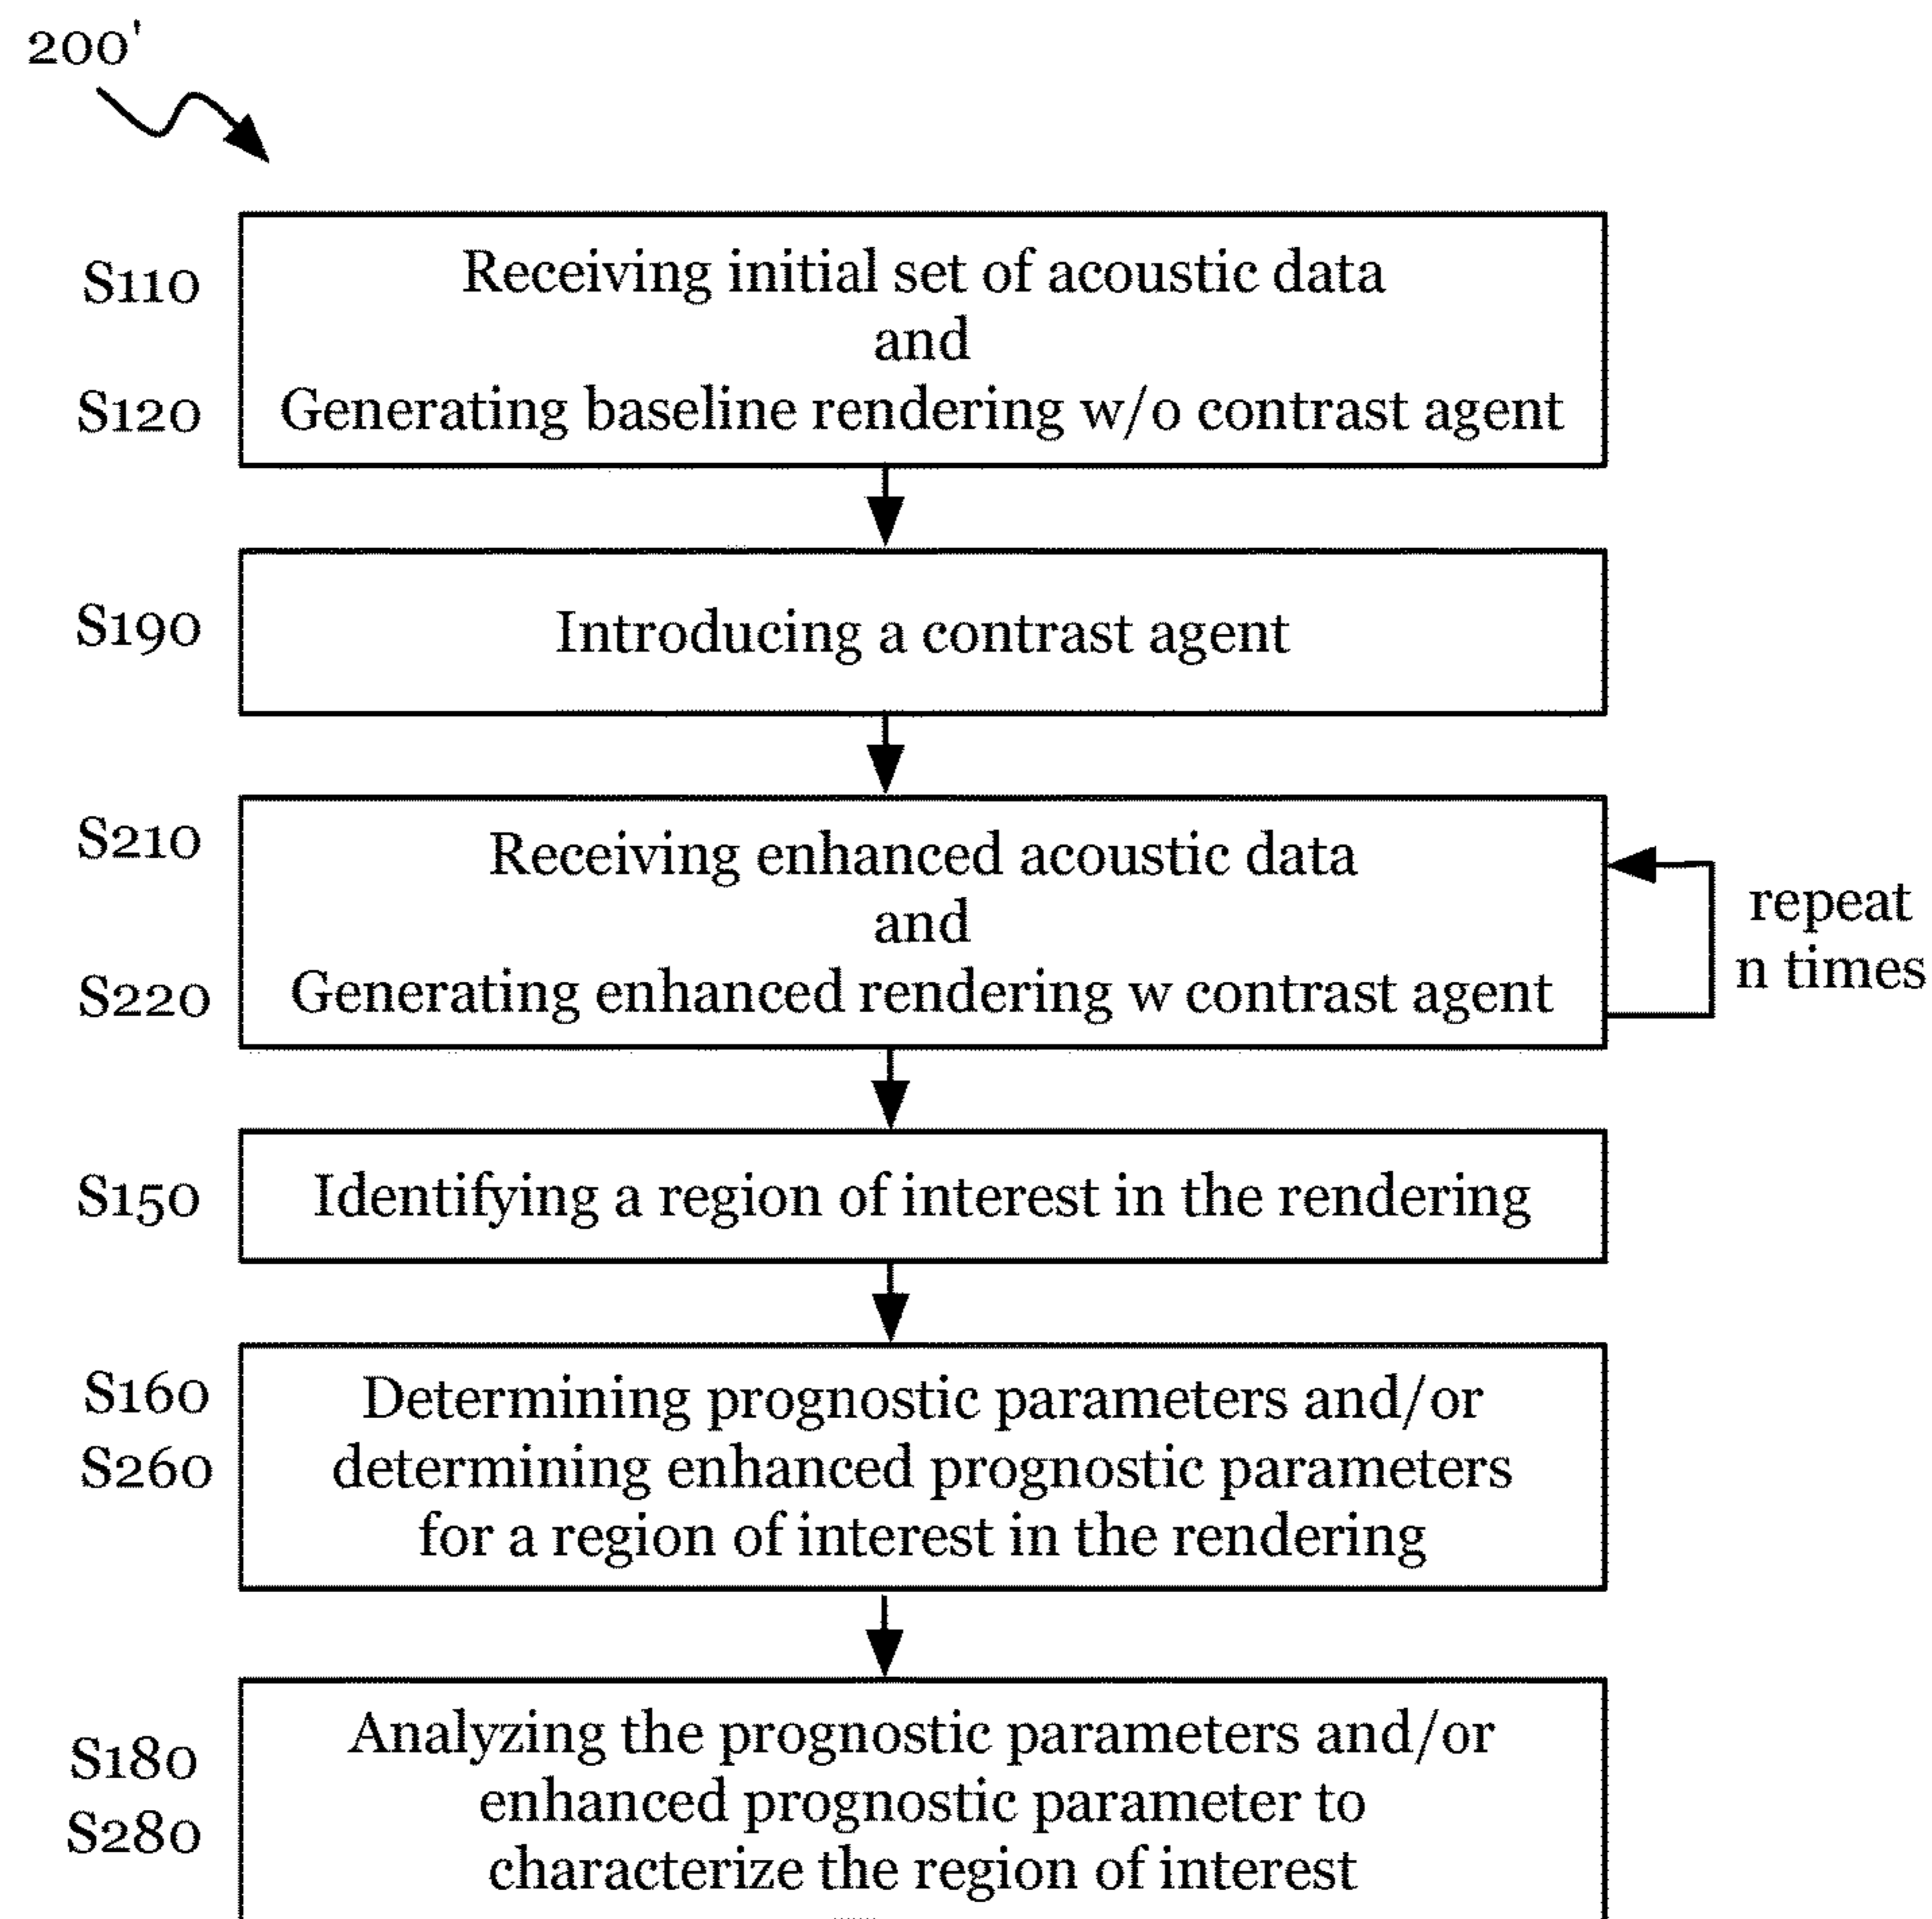 200'
S110 Receiving initial set of acoustic data
and
S120 Generating baseline rendering w/o contrast agent
S190 Introducing a contrast agent
S210 Receiving enhanced acoustic data
and
S220 Generating enhanced rendering w contrast agent
repeat
n times
S150 Identifying a region of interest in the rendering
S160 Determining prognostic parameters and/or
S260 determining enhanced prognostic parameters
for a region of interest in the rendering
S180 Analyzing the prognostic parameters and/or
S280 enhanced prognostic parameter to
characterize the region of interest